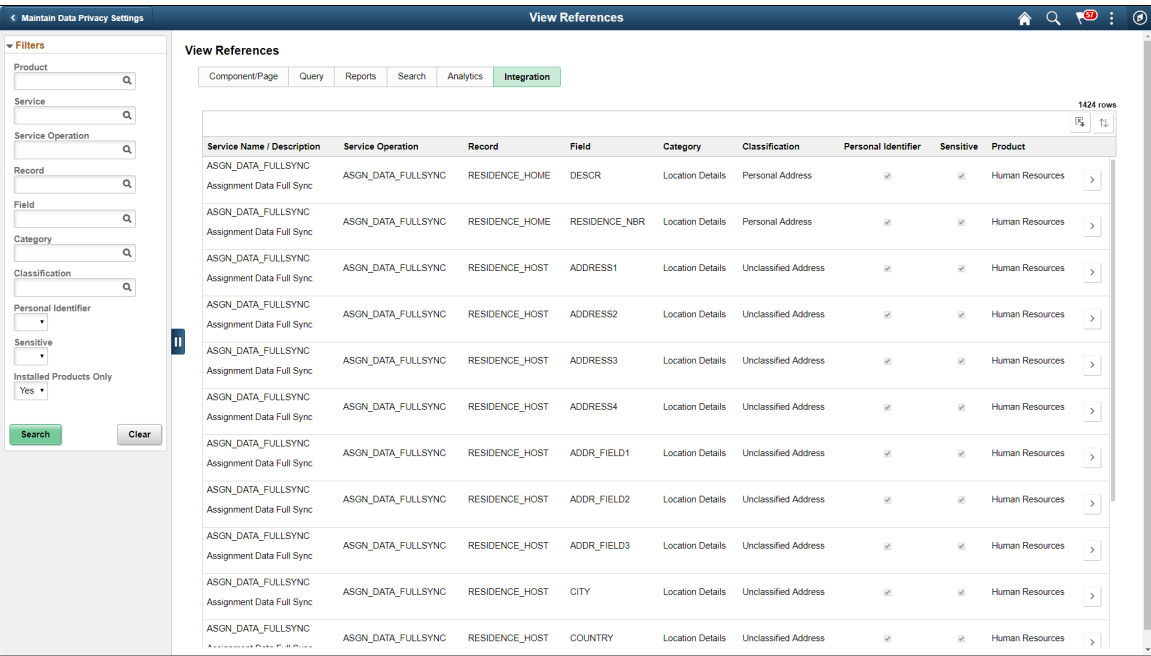 Maintain Data Privacy Settings
View References
57
Filters
Product
Service
Service Operation
Record
Field
Category
Classification
Personal Identifier
Sensitive
Installed Products Only
Yes
Search Clear
View References
Component/Page Query Reports Search Analytics Integration
1424 rows
Service Name / Description Service Operation Record Field Category Classification Personal Identifier Sensitive Product
ASGN_DATA_FULLSYNC
ASGN_DATA_FULLSYNC RESIDENCE_HOME DESCR Location Details Personal Address Human Resources
Assignment Data Full Sync
ASGN_DATA_FULLSYNC
ASGN_DATA_FULLSYNC RESIDENCE_HOME RESIDENCE_NBR Location Details Personal Address Human Resources
Assignment Data Full Sync
ASGN_DATA_FULLSYNC
ASGN_DATA_FULLSYNC RESIDENCE_HOST ADDRESS1 Location Details Unclassified Address Human Resources
Assignment Data Full Sync
ASGN_DATA_FULLSYNC
ASGN_DATA_FULLSYNC RESIDENCE_HOST ADDRESS2 Location Details Unclassified Address Human Resources
Assignment Data Full Sync
ASGN_DATA_FULLSYNC
ASGN_DATA_FULLSYNC RESIDENCE_HOST ADDRESS3 Location Details Unclassified Address Human Resources
Assignment Data Full Sync
ASGN_DATA_FULLSYNC
ASGN_DATA_FULLSYNC RESIDENCE_HOST ADDRESS4 Location Details Unclassified Address Human Resources
Assignment Data Full Sync
ASGN_DATA_FULLSYNC
ASGN_DATA_FULLSYNC RESIDENCE_HOST ADDR_FIELD1 Location Details Unclassified Address Human Resources
Assignment Data Full Sync
ASGN_DATA_FULLSYNC
ASGN_DATA_FULLSYNC RESIDENCE_HOST ADDR_FIELD2 Location Details Unclassified Address Human Resources
Assignment Data Full Sync
ASGN_DATA_FULLSYNC
ASGN_DATA_FULLSYNC RESIDENCE_HOST ADDR_FIELD3 Location Details Unclassified Address Human Resources
Assignment Data Full Sync
ASGN_DATA_FULLSYNC
ASGN_DATA_FULLSYNC RESIDENCE_HOST CITY Location Details Unclassified Address Human Resources
Assignment Data Full Sync
ASGN_DATA_FULLSYNC
ASGN_DATA_FULLSYNC RESIDENCE_HOST COUNTRY Location Details Unclassified Address Human Resources